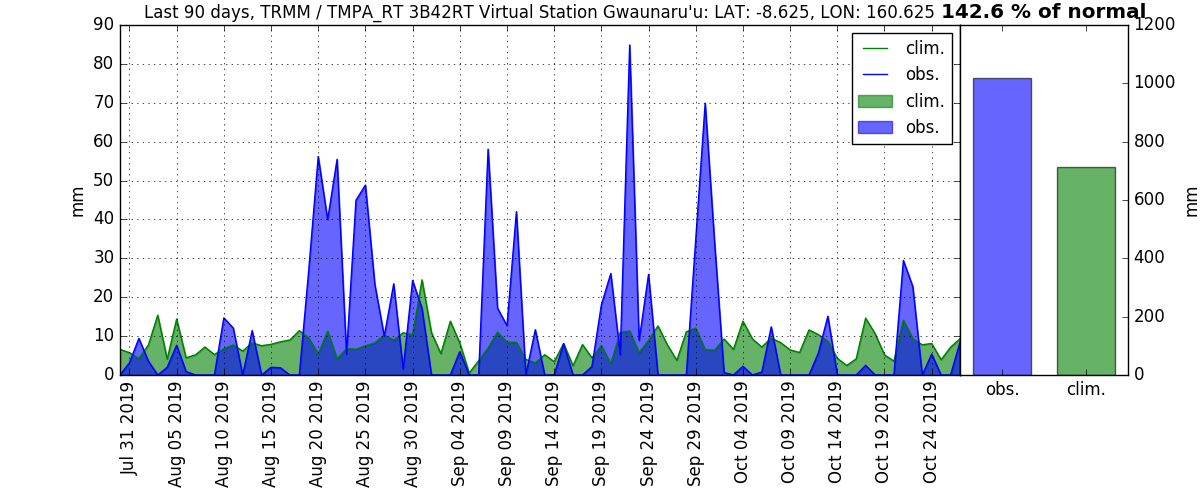 Last 90 days, TRMM / TMPA_RT 3B42RT Virtual Station Gwaunaru'u: LAT: -8.625, LON: 160.625 142.6 % of normal
90
80
70
60
50
40
30
20
10
0
mm
clim.
obs.
clim.
obs.
Jul 31 2019
Aug 05 2019
Aug 10 2019
Aug 15 2019
Aug 20 2019
Aug 25 2019
Aug 30 2019
Sep 04 2019
Sep 09 2019
Sep 14 2019
Sep 19 2019
Sep 24 2019
Sep 29 2019
Oct 04 2019
Oct 09 2019
Oct 14 2019
Oct 19 2019
Oct 24 2019
1200
1000
800
600
400
200
0
mm
obs.
clim.